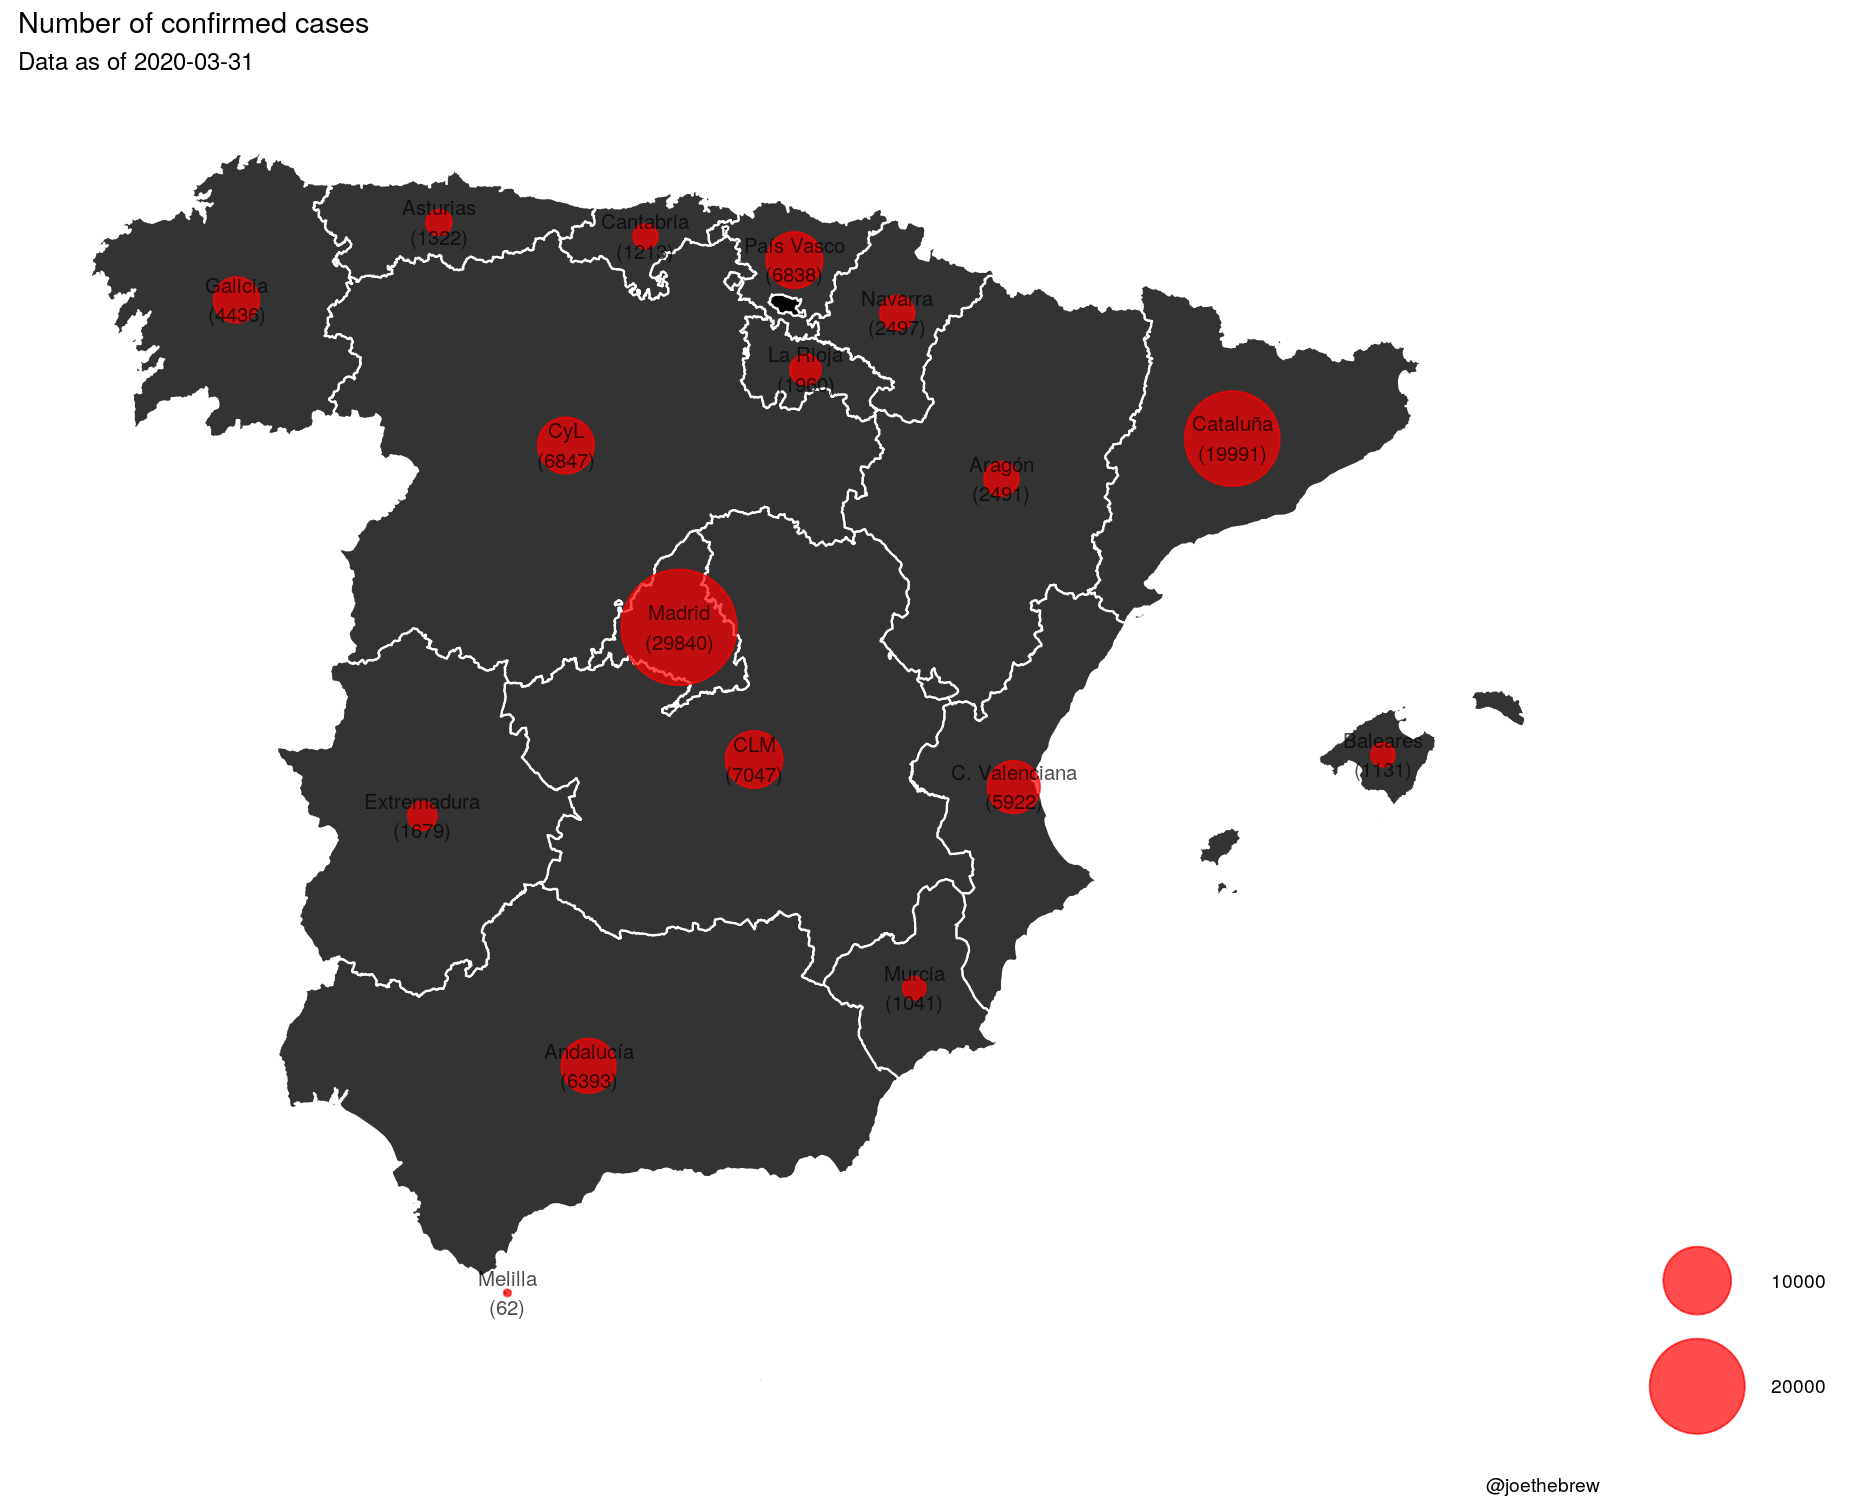 Number of confirmed cases
Data as of 2020-03-31
Asturias
(1322)
Cantabria
(1213)
País Vasco
(6838)
Galicia
(4436)
Navarra
(2497)
La Rioja
(1960)
Cataluña
(19991)
CyL
(6847)
Aragón
(2491)
Madrid
(29840)
CLM
(7047)
Baleares
(1131)
C. Valenciana
(5922)
Extremadura
(1679)
Murcia
(1041)
Andalucía
(6393)
Melilla
(62)
10000
20000
@joethebrew